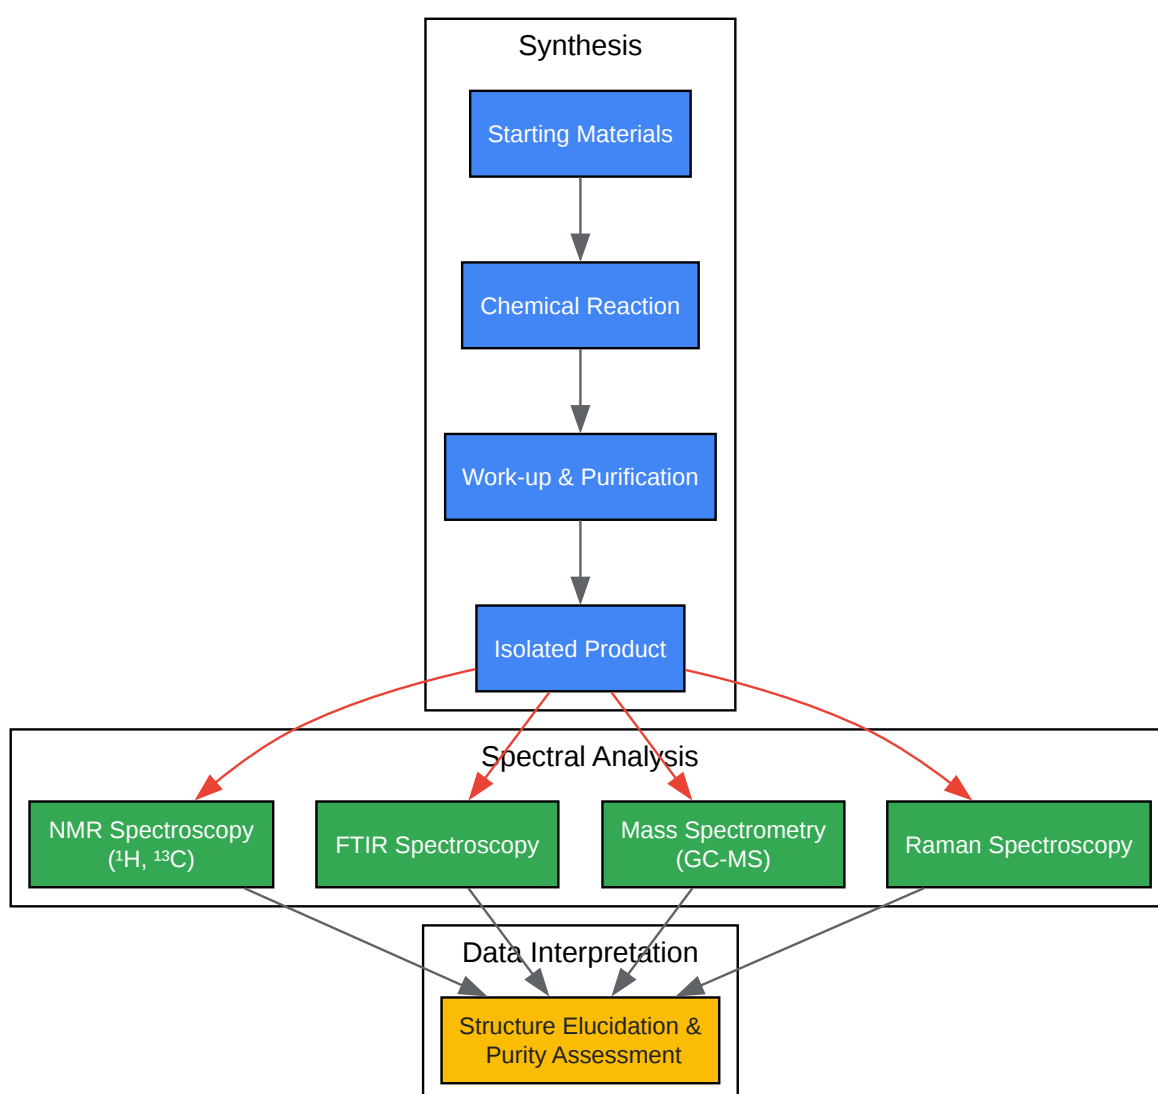 Synthesis
Starting Materials
Chemical Reaction
Work-up & Purification
Isolated Product
Spectral Analysis
NMR Spectroscopy
(¹H, ¹³C)
FTIR Spectroscopy
Mass Spectrometry
(GC-MS)
Raman Spectroscopy
Data Interpretation
Structure Elucidation &
Purity Assessment